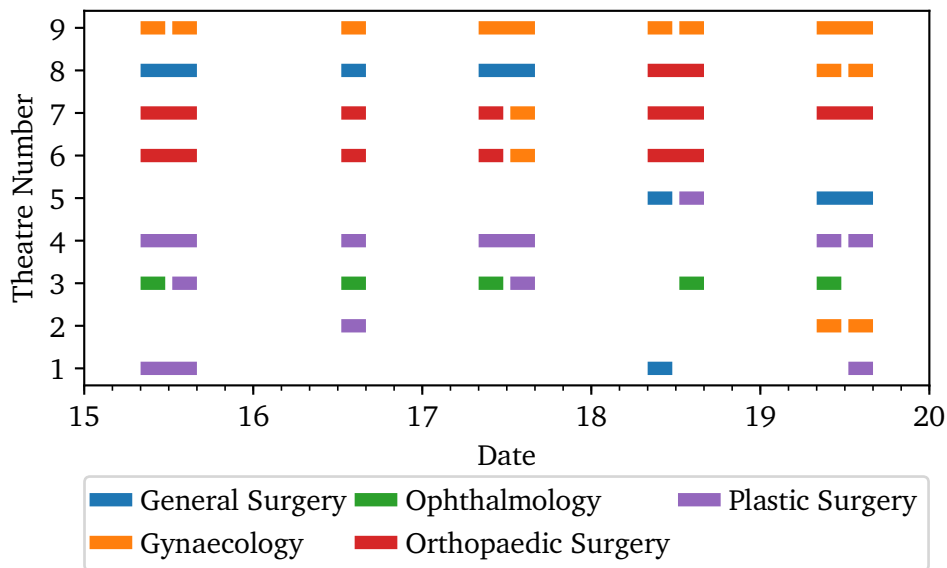 9
8
7
6
5
4
3
2
1
Theatre Number
15 16 17 18 19 20
Date
General Surgery Ophthalmology Plastic Surgery
Gynaecology Orthopaedic Surgery